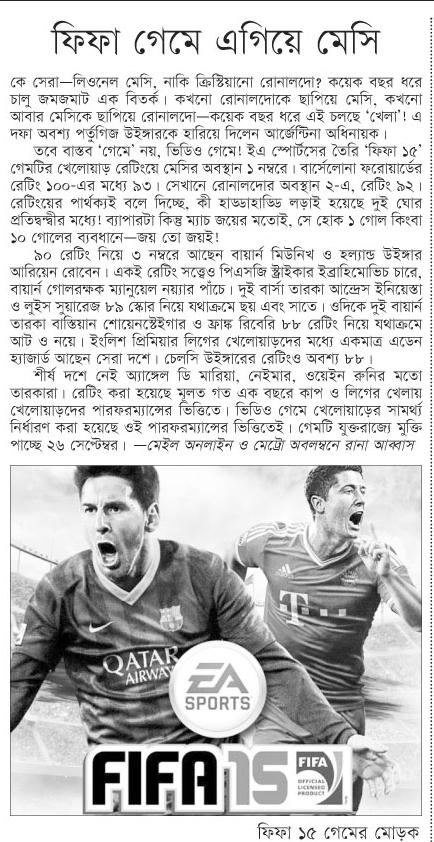 ফিফা গেমে এগিয়ে মেসি
কে সেরা—লিওনেল মেসি, নাকি ক্রিস্টিয়ানো রোনালদো? কয়েক বছর ধরে
চালু জমজমাট এক বিতর্ক। কখনো রোনালদোকে ছাপিয়ে মেসি, কখনো
আবার মেসিকে ছাপিয়ে রোনালদো—কয়েক বছর ধরে এই চলছে ‘খেলা’! এ
দফা অবশ্য পর্তুগিজ উইঙ্গারকে হারিয়ে দিলেন আর্জেন্টিনা অধিনায়ক।
তবে বাস্তব ‘গেমে’ নয়, ভিডিও গেমে! ইএ স্পোর্টসের তৈরি ‘ফিফা ১৫’
গেমটির খেলোয়াড় রেটিংয়ে মেসির অবস্থান ১ নম্বরে। বার্সেলোনা ফরোয়ার্ডের
রেটিং ১০০-এর মধ্যে ৯৩। সেখানে রোনালদোর অবস্থান ২-এ, রেটিং ৯২।
রেটিংয়ের পার্থক্যই বলে দিচ্ছে, কী হাড্ডাহাড্ডি লড়াই হয়েছে দুই ঘোর
প্রতিদ্বন্দ্বীর মধ্যে! ব্যাপারটা কিন্তু ম্যাচ জয়ের মতোই, সে হোক ১ গোল কিংবা
১০ গোলের ব্যবধানে—জয় তো জয়ই!
৯০ রেটিং নিয়ে ৩ নম্বরে আছেন বায়ার্ন মিউনিখ ও হল্যান্ড উইঙ্গার
আরিয়েন রোবেন। একই রেটিং সত্ত্বেও পিএসজি স্ট্রাইকার ইব্রাহিমোভিচ চারে,
বায়ার্ন গোলরক্ষক ম্যানুয়েল নয়্যার পাঁচে। দুই বার্সা তারকা আন্দ্রেস ইনিয়েস্তা
ও লুইস সুয়ারেজ ৮৯ স্কোর নিয়ে যথাক্রমে ছয় এবং সাতে। ওদিকে দুই বায়ার্ন
তারকা বাস্তিয়ান শোয়েনস্টেইগার ও ফ্রাঙ্ক রিবেরি ৮৮ রেটিং নিয়ে যথাক্রমে
আট ও নয়ে। ইংলিশ প্রিমিয়ার লিগের খেলোয়াড়দের মধ্যে একমাত্র এডেন
হ্যাজার্ড আছেন সেরা দশে। চেলসি উইঙ্গারের রেটিংও অবশ্য ৮৮।
শীর্ষ দশে নেই অ্যাঙ্গেল ডি মারিয়া, নেইমার, ওয়েইন রুনির মতো
তারকারা। রেটিং করা হয়েছে মূলত গত এক বছরে কাপ ও লিগের খেলায়
খেলোয়াড়দের পারফরম্যান্সের ভিত্তিতে। ভিডিও গেমে খেলোয়াড়ের সামর্থ্য
নির্ধারণ করা হয়েছে ওই পারফরম্যান্সের ভিত্তিতেই। গেমটি যুক্তরাজ্যে মুক্তি
পাচ্ছে ২৬ সেপ্টেম্বর। —মেইল অনলাইন ও মেট্রো অবলম্বনে রানা আব্বাস
QATAR
AIRWAY
T
EA
SPORTS
FIFA 15
FIFA
OFFICIAL
LICENSED
PRODUCT
ফিফা ১৫ গেমের মোড়ক